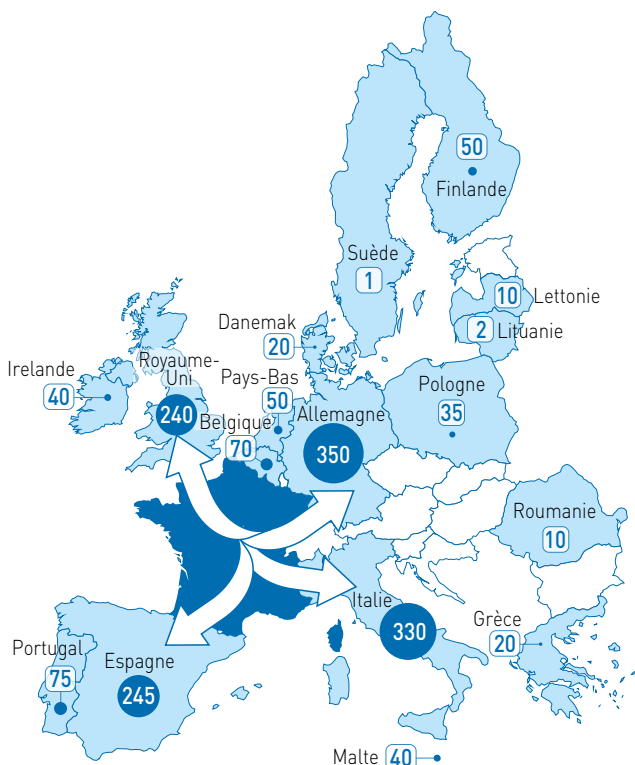 50
Finlande
Suède
1
10 Lettonie
2 Lituanie
Danemak
20
Irelande
40
Royaume-
Uni
240
Pays-Bas
50
Belgique
70
Allemagne
350
Pologne
35
Roumanie
10
Italie
330
Grèce
20
Portugal
75
Espagne
245
Malte 40